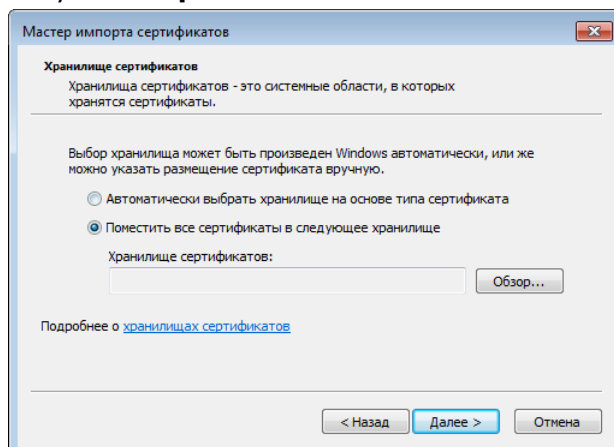 Мастер импорта сертификатов
Хранилище сертификатов
Хранилища сертификатов - это системные области, в которых
хранятся сертификаты.
Выбор хранилища может быть произведен Windows автоматически, или же
можно указать размещение сертификата вручную.
Автоматически выбрать хранилище на основе типа сертификата
Поместить все сертификаты в следующее хранилище
Хранилище сертификатов:
Обзор...
Подробнее о хранилищах сертификатов
< Назад Далее > Отмена